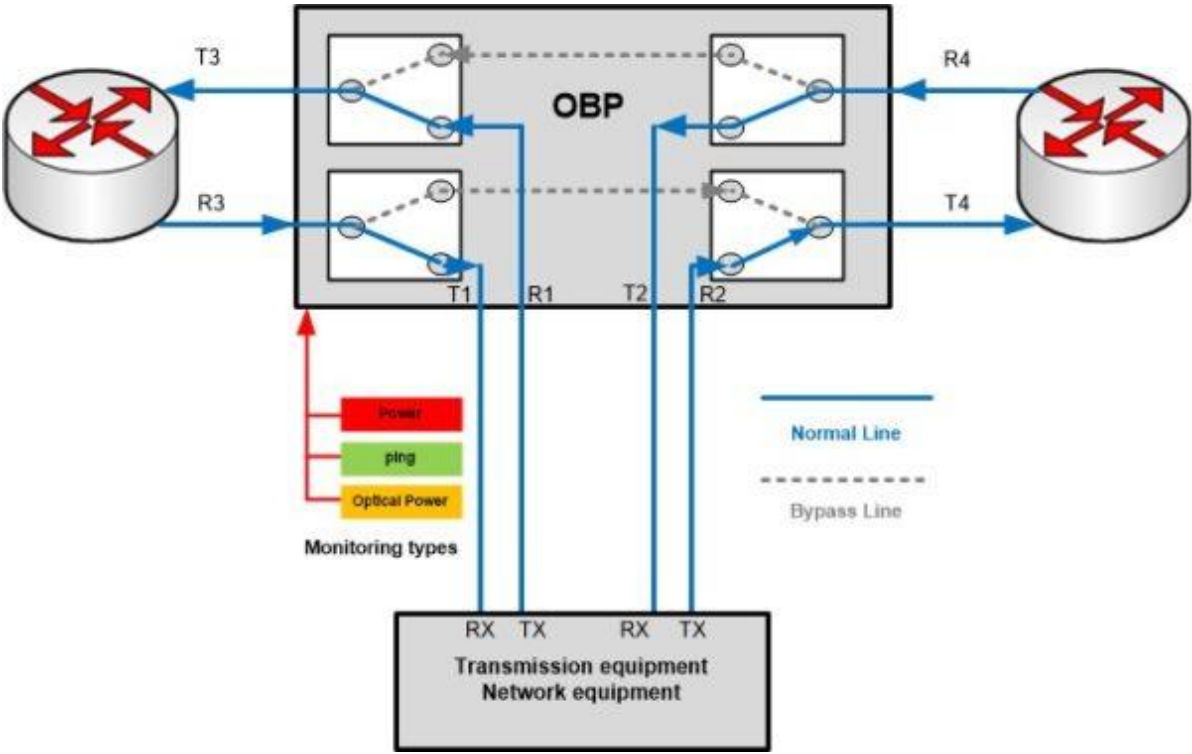 T3
R4
OBP
R3
T4
T1
R1
T2
R2
Power
ping
Optical Power
Monitoring types
Normal Line
Bypass Line
RX
TX
RX
TX
Transmission equipment
Network equipment